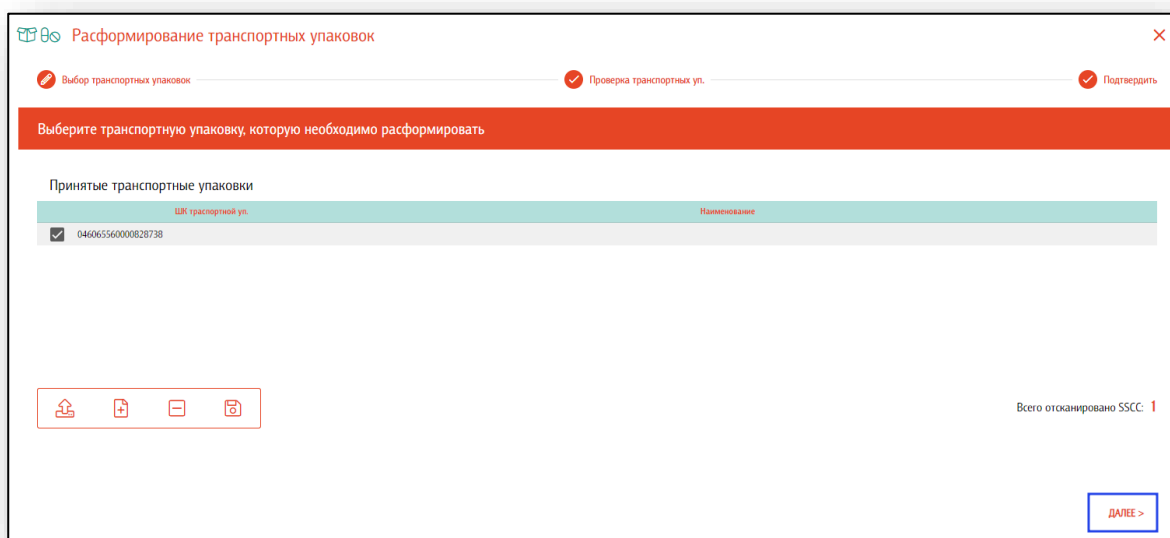 Расформирование транспортных упаковок
Выбор транспортных упаковок
Проверка транспортных уп.
Подтвердить
Выберите транспортную упаковку, которую необходимо расформировать
Принятые транспортные упаковки
ШК траспортной уп.
Наименование
046065560000828738
Всего отсканировано SSCC: 1
ДАЛЕЕ >